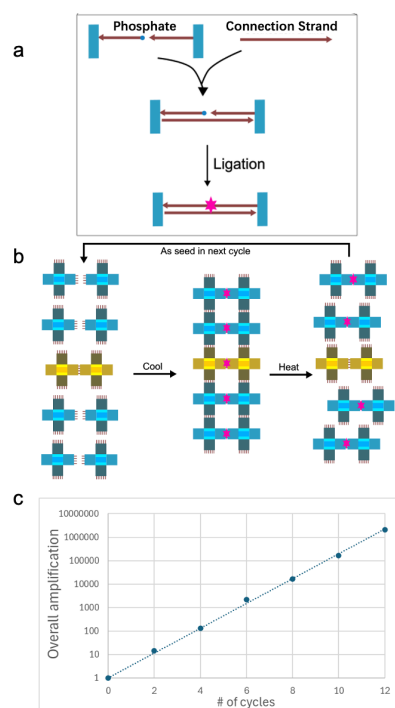 a
Phosphate
Connection Strand
Ligation
b
As seed in next cycle
Cool
Heat
c
Overall amplification
10000000
1000000
100000
10000
1000
100
10
1
0
2
4
6
8
10
12
# of cycles